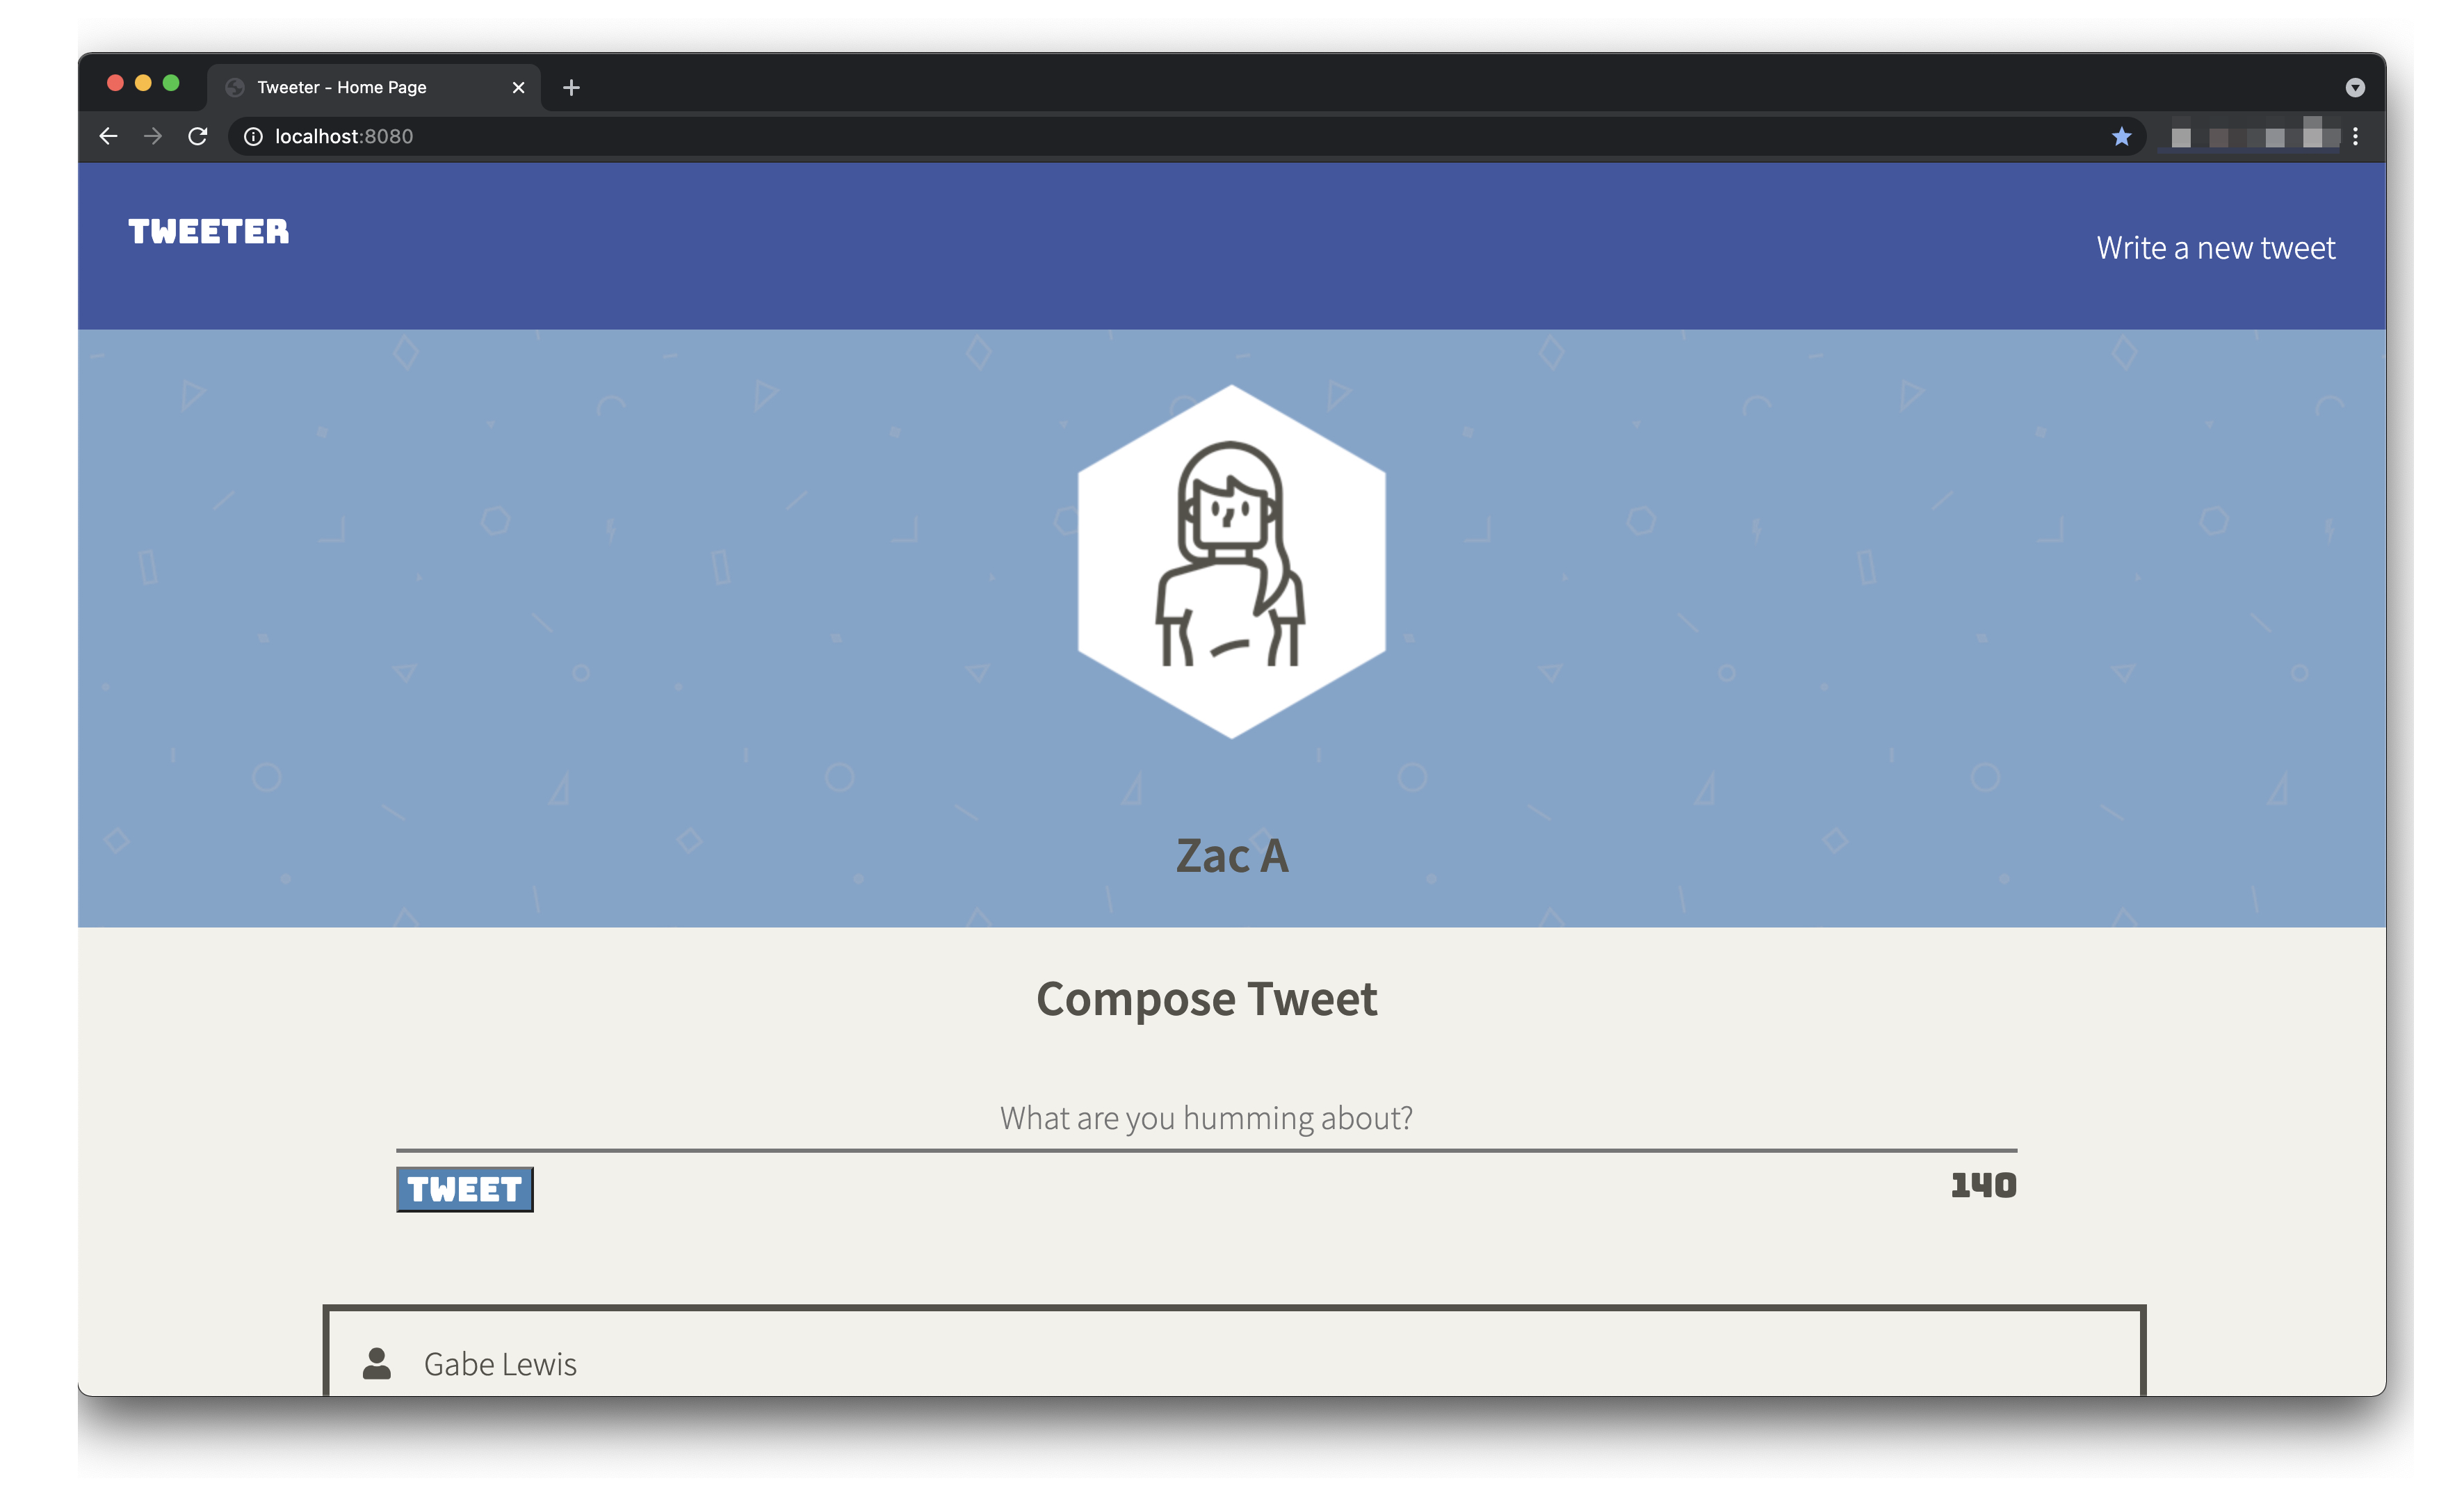 Tweeter - Home Page
localhost:8080
TWEETER
Write a new tweet
Zac A
Compose Tweet
What are you humming about?
TWEET
140
Gabe Lewis